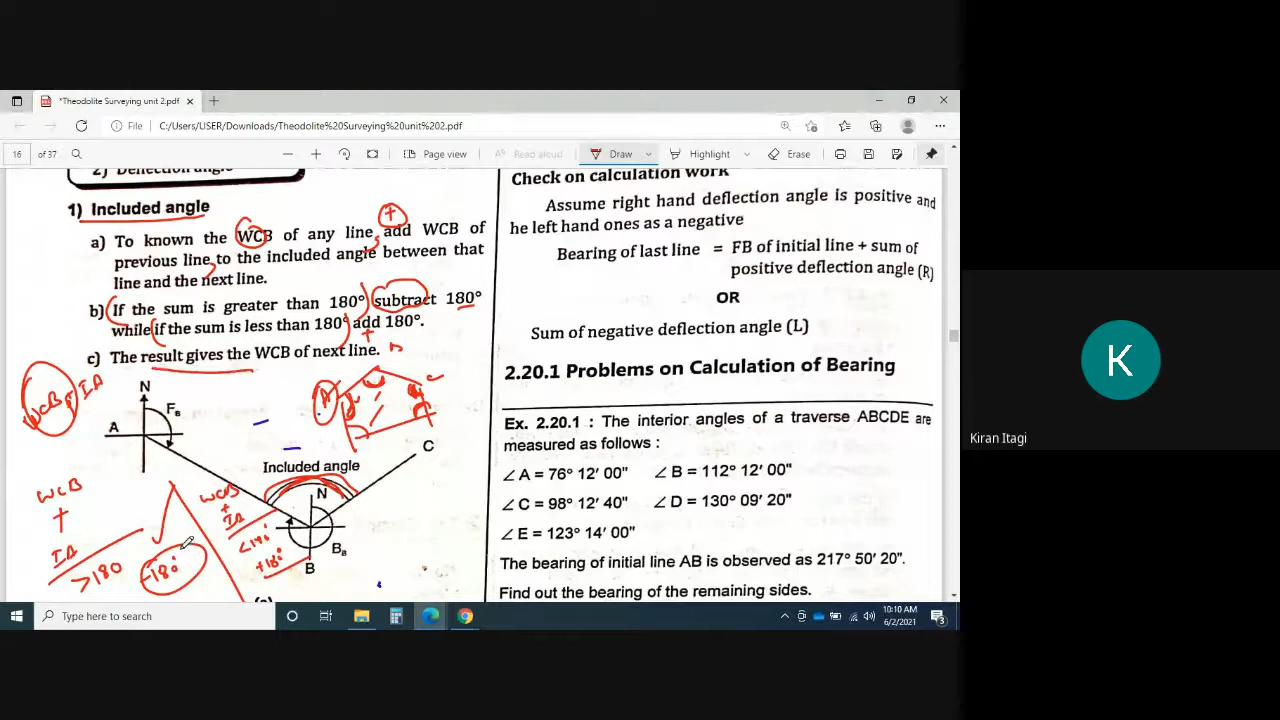 *Theodolite Surveying unit 2.pdf
File
C:/Users/USER/Downloads/Theodolite%20Surveying%20unit%202.pdf
16 of 37
Page view
Read aloud
Draw
Highlight
Erase
2) Deflection angle
1) Included angle
a) To known the WCB of any line, add WCB of
previous line to the included angle between that
line and the next line.
b) If the sum is greater than 180° subtract 180°
while if the sum is less than 180° add 180°.
c) The result gives the WCB of next line.
+
+
WCB + IA
N
FB
A
A
C
C
Included angle
N
BB
B
WCB
+
IA
>180
-180
WCB
+
IA
<180
+180
(a)
Check on calculation work
Assume right hand deflection angle is positive and
he left hand ones as a negative
Bearing of last line = FB of initial line + sum of
positive deflection angle (R)
OR
Sum of negative deflection angle (L)
2.20.1 Problems on Calculation of Bearing
Ex. 2.20.1 : The interior angles of a traverse ABCDE are
measured as follows :
∠A = 76° 12' 00" ∠B = 112° 12' 00"
∠C = 98° 12' 40" ∠D = 130° 09' 20"
∠E = 123° 14' 00"
The bearing of initial line AB is observed as 217° 50' 20".
Find out the bearing of the remaining sides.
K
Kiran Itagi
Type here to search
10:10 AM
6/2/2021
3